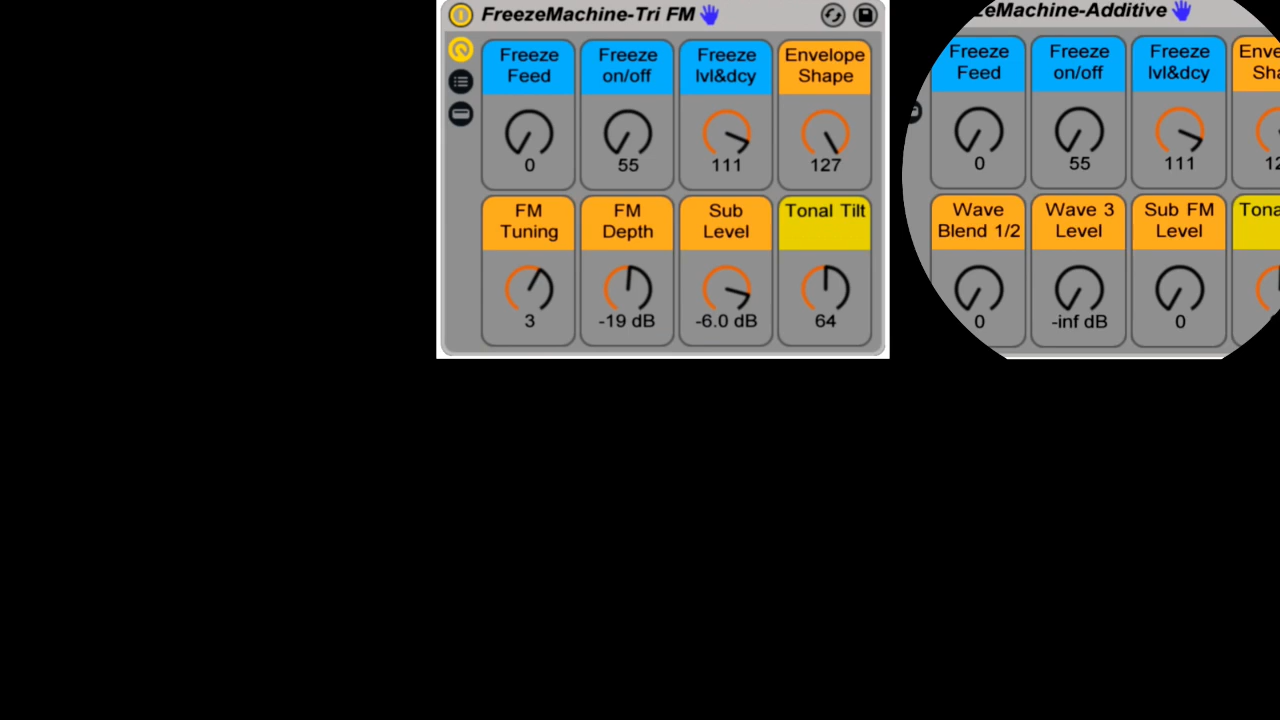 FreezeMachine-Tri FM
Freeze Feed
Freeze on/off
Freeze lvl&dcy
Envelope Shape
0
55
111
127
FM Tuning
FM Depth
Sub Level
Tonal Tilt
3
-19 dB
-6.0 dB
64
eMachine-Additive
Freeze Feed
Freeze on/off
Freeze lvl&dcy
0
55
111
Wave Blend 1/2
Wave 3 Level
Sub FM Level
0
-inf dB
0